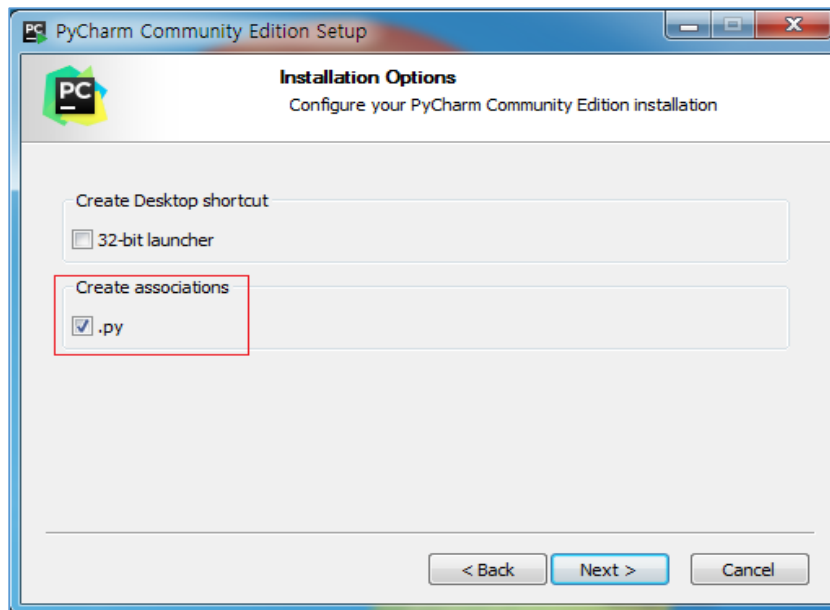 PyCharm Community Edition Setup
PC
Installation Options
Configure your PyCharm Community Edition installation
Create Desktop shortcut
32-bit launcher
Create associations
.py
< Back
Next >
Cancel